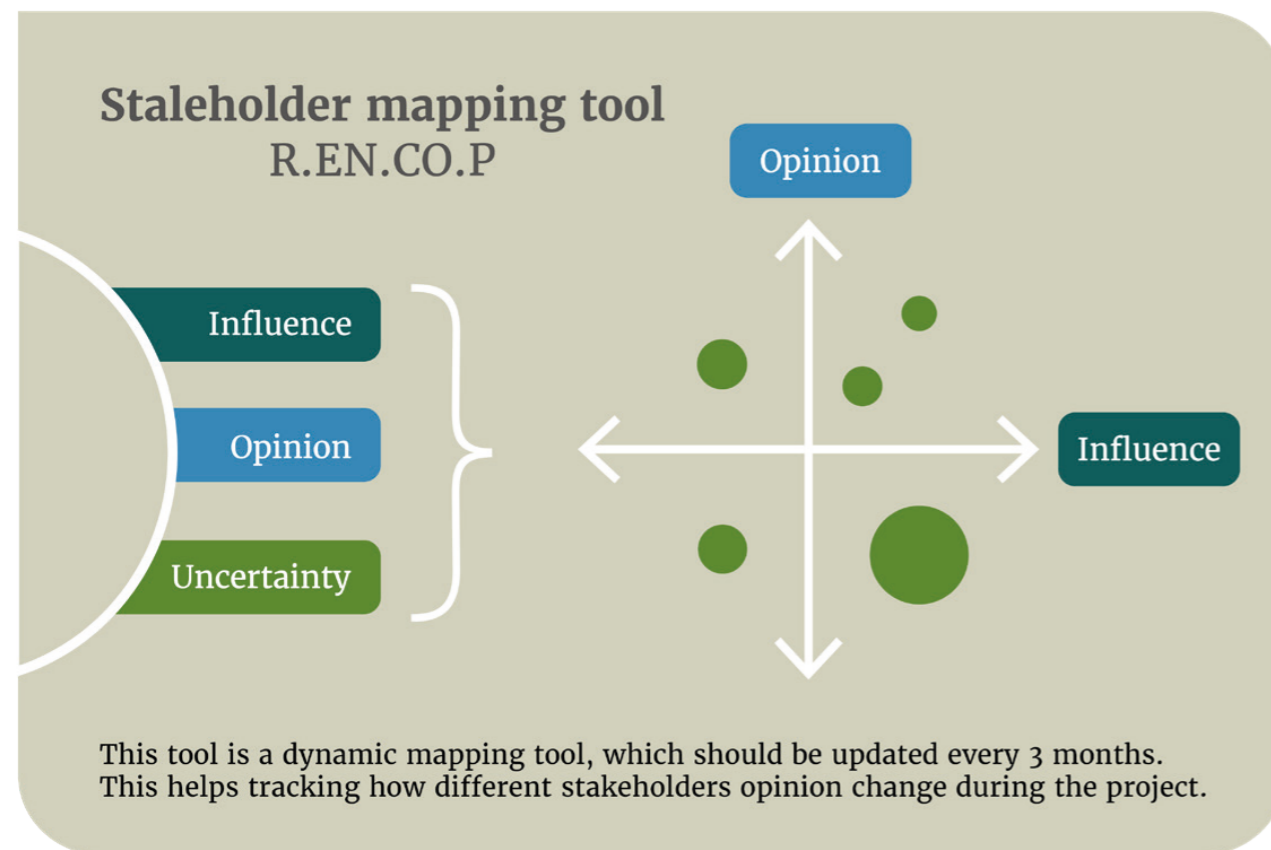 Staleholder mapping tool
R.EN.CO.P
Opinion
Influence
Opinion
Uncertainty
Influence
This tool is a dynamic mapping tool, which should be updated every 3 months.
This helps tracking how different stakeholders opinion change during the project.